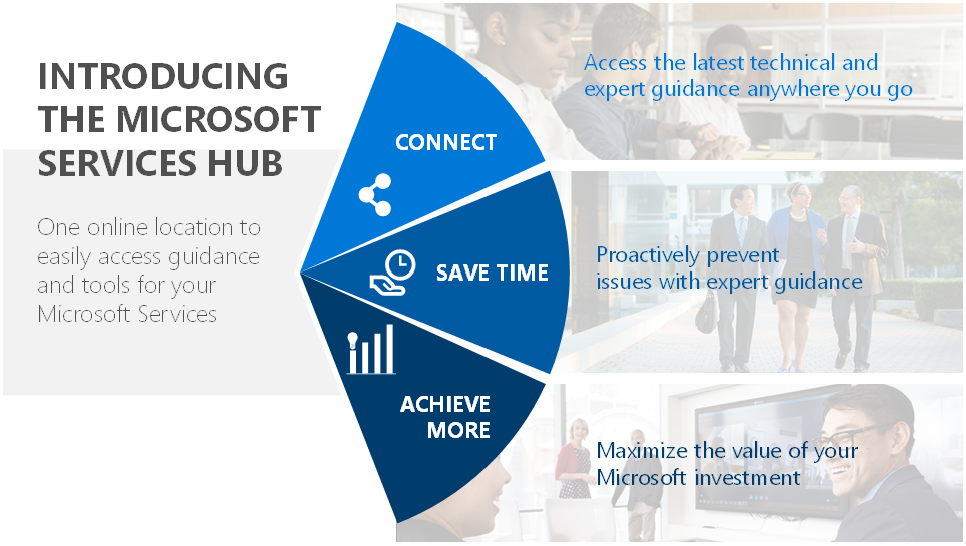 INTRODUCING
THE MICROSOFT
SERVICES HUB
One online location to
easily access guidance
and tools for your
Microsoft Services
CONNECT
Access the latest technical and
expert guidance anywhere you go
SAVE TIME
Proactively prevent
issues with expert guidance
ACHIEVE
MORE
Maximize the value of your
Microsoft investment